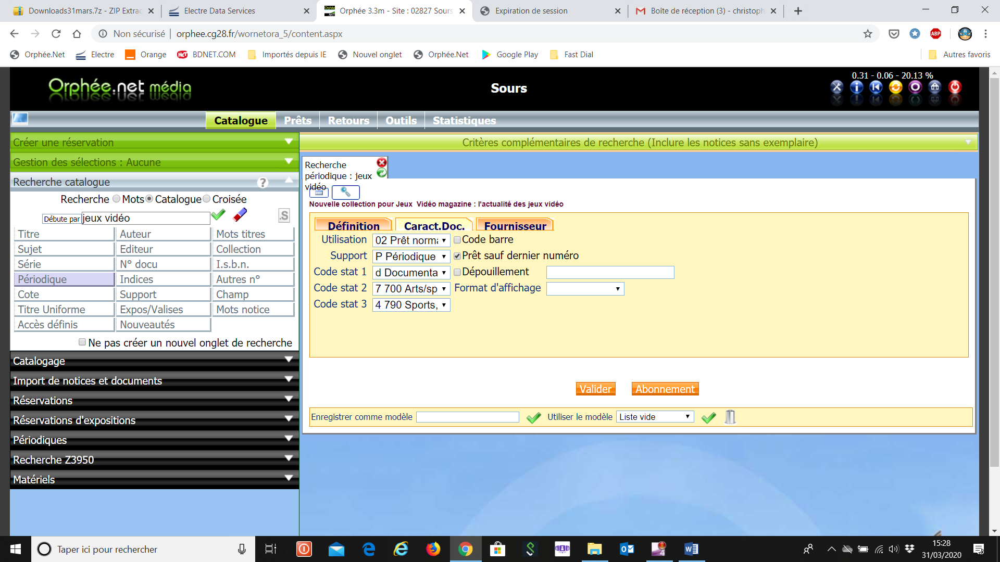 Downloads31mars.7z - ZIP Extrac
Electre Data Services
Orphée 3.3m - Site : 02827 Sours
Expiration de session
Boîte de réception (3) - christoph
Non sécurisé
orphee.cg28.fr/wornetora_5/content.aspx
ABP
Orphée.Net
Electre
Orange
BDNET.COM
Importés depuis IE
Nouvel onglet
Orphée.Net
Google Play
Fast Dial
Autres favoris
Orphée.net média
Sours
0.31 - 0.06 - 20.13 %
Catalogue
Prêts
Retours
Outils
Statistiques
Créer une réservation
Gestion des sélections : Aucune
Recherche catalogue
?
Recherche Mots Catalogue Croisée
Débute par jeux vidéo
.S
Titre Auteur Mots titres
Sujet Editeur Collection
Série N° docu I.s.b.n.
Périodique Indices Autres n°
Cote Support Champ
Titre Uniforme Expos/Valises Mots notice
Accès définis Nouveautés
Ne pas créer un nouvel onglet de recherche
Catalogage
Import de notices et documents
Réservations
Réservations d'expositions
Périodiques
Recherche Z3950
Matériels
Critères complémentaires de recherche (Inclure les notices sans exemplaire)
Recherche
périodique : jeux
vidéo
Nouvelle collection pour Jeux Vidéo magazine : l'actualité des jeux vidéo
Définition
Caract.Doc.
Fournisseur
Utilisation 02 Prêt norma Code barre
Support P Périodique Prêt sauf dernier numéro
Code stat 1 d Documenta Dépouillement
Code stat 2 7 700 Arts/sp Format d'affichage
Code stat 3 4 790 Sports,
Valider
Abonnement
Enregistrer comme modèle
Utiliser le modèle Liste vide
Taper ici pour rechercher
15:28
31/03/2020